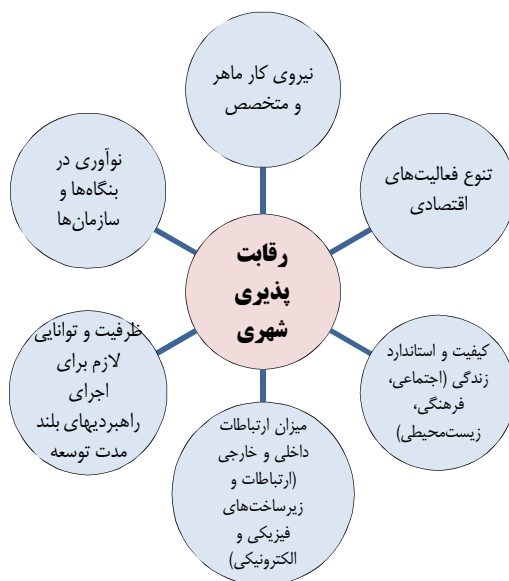 نیروی کار ماهر
و متخصص
تنوع فعالیت‌های
اقتصادی
کیفیت و استاندارد
زندگی (اجتماعی،
فرهنگی،
زیست‌محیطی)
میزان ارتباطات
داخلی و خارجی
(ارتباطات و
زیرساخت‌های
فیزیکی و
الکترونیکی)
ظرفیت و توانایی
لازم برای
اجرای
راهبردیهای بلند
مدت توسعه
نوآوری در
بنگاه‌ها و
سازمان‌ها
رقابت
پذیری
شهری